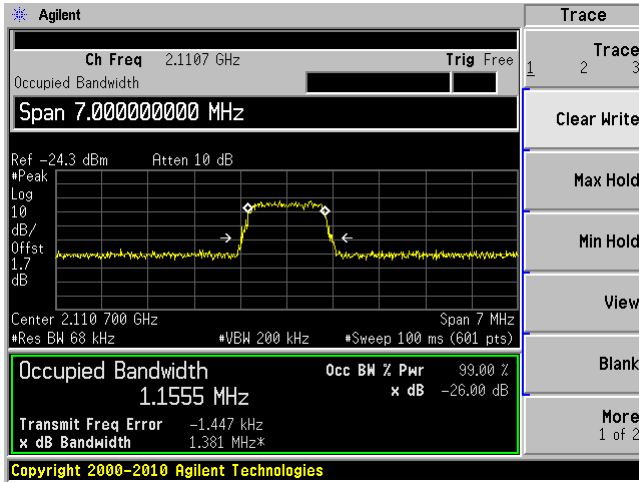 Agilent
Trace
Ch Freq 2.1107 GHz Trig Free
Occupied Bandwidth
Span 7.000000000 MHz
Ref -24.3 dBm Atten 10 dB
#Peak
Log
10
dB/
Offst
1.7
dB
Center 2.110 700 GHz Span 7 MHz
#Res BW 68 kHz #VBW 200 kHz #Sweep 100 ms (601 pts)
Occupied Bandwidth Occ BW % Pwr 99.00 %
1.1555 MHz x dB -26.00 dB
Transmit Freq Error -1.447 kHz
x dB Bandwidth 1.381 MHz*
Copyright 2000-2010 Agilent Technologies
Trace
1 2 3
Clear Write
Max Hold
Min Hold
View
Blank
More
1 of 2